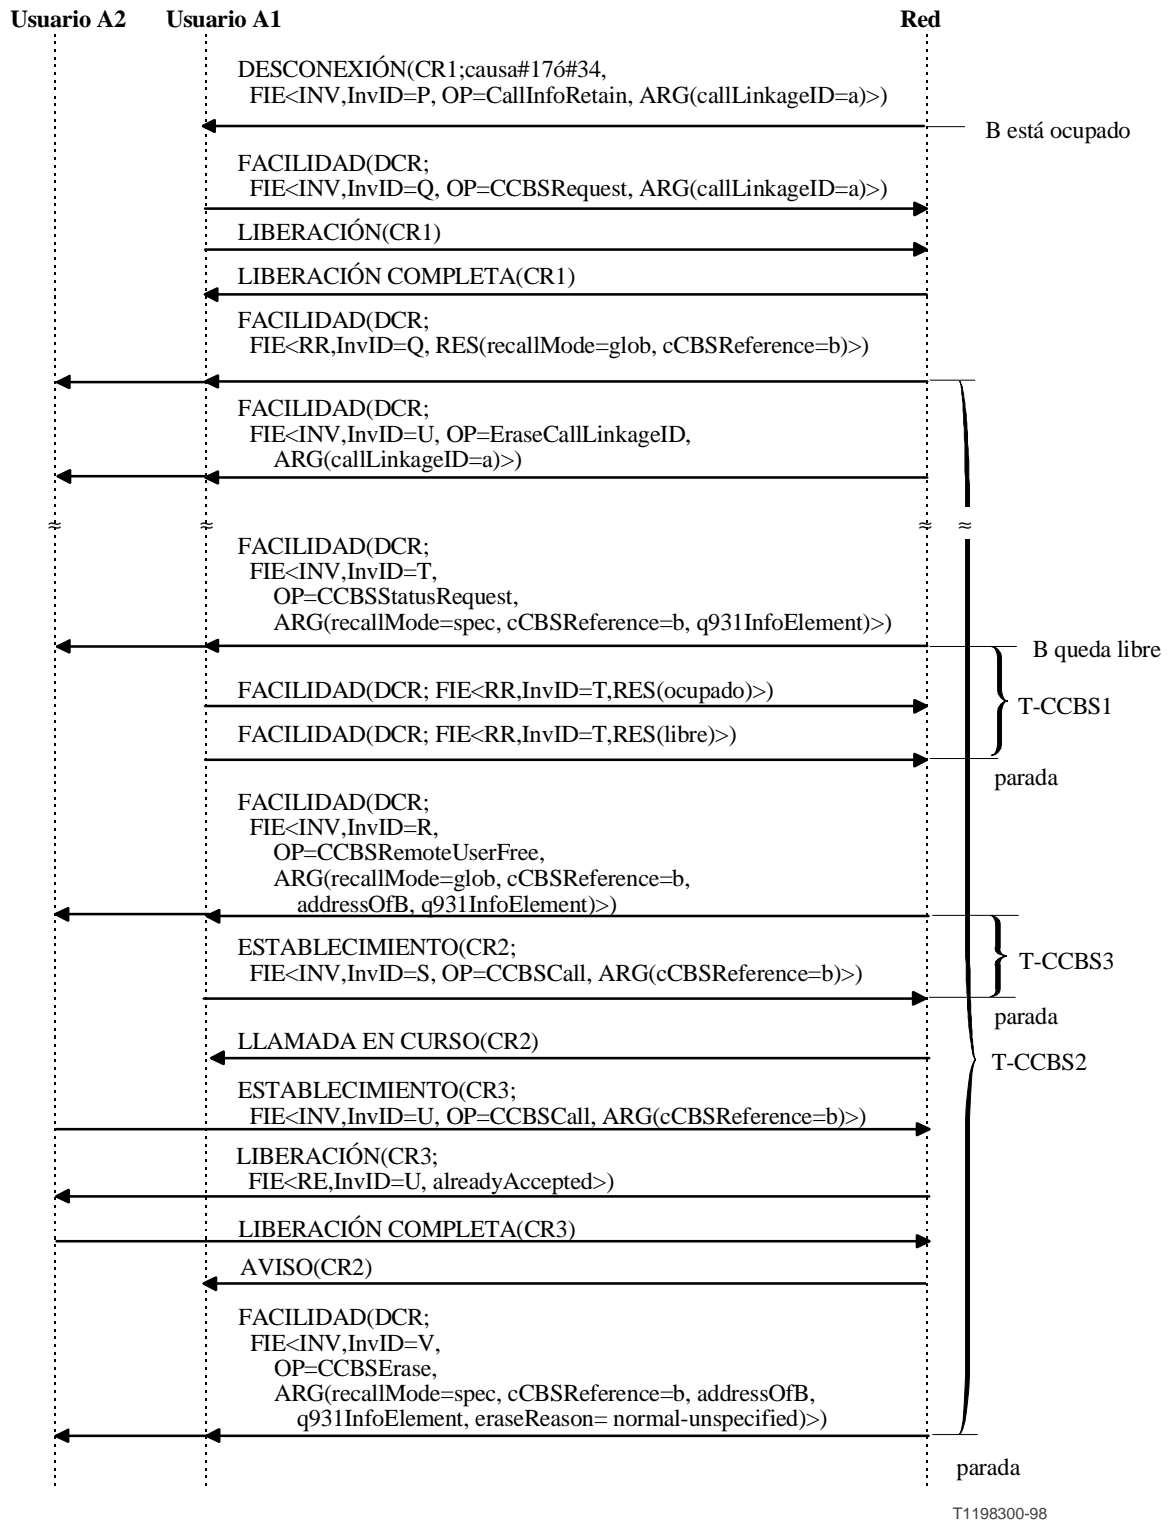 Usuario A2 Usuario A1 Red
DESCONEXIÓN(CR1;causa#17ó#34,
FIE<INV,InvID=P, OP=CallInfoRetain, ARG(callLinkageID=a)>)
B está ocupado
FACILIDAD(DCR;
FIE<INV,InvID=Q, OP=CCBSRequest, ARG(callLinkageID=a)>)
LIBERACIÓN(CR1)
LIBERACIÓN COMPLETA(CR1)
FACILIDAD(DCR;
FIE<RR,InvID=Q, RES(recallMode=glob, cCBSReference=b)>)
FACILIDAD(DCR;
FIE<INV,InvID=U, OP=EraseCallLinkageID,
ARG(callLinkageID=a)>)
≈ ≈ ≈ ≈
FACILIDAD(DCR;
FIE<INV,InvID=T,
OP=CCBSStatusRequest,
ARG(recallMode=spec, cCBSReference=b, q931InfoElement)>)
B queda libre
FACILIDAD(DCR; FIE<RR,InvID=T,RES(ocupado)>)
T-CCBS1
FACILIDAD(DCR; FIE<RR,InvID=T,RES(libre)>)
parada
FACILIDAD(DCR;
FIE<INV,InvID=R,
OP=CCBSRemoteUserFree,
ARG(recallMode=glob, cCBSReference=b,
addressOfB, q931InfoElement)>)
ESTABLECIMIENTO(CR2;
FIE<INV,InvID=S, OP=CCBSCall, ARG(cCBSReference=b)>)
T-CCBS3
parada
LLAMADA EN CURSO(CR2)
T-CCBS2
ESTABLECIMIENTO(CR3;
FIE<INV,InvID=U, OP=CCBSCall, ARG(cCBSReference=b)>)
LIBERACIÓN(CR3;
FIE<RE,InvID=U, alreadyAccepted>)
LIBERACIÓN COMPLETA(CR3)
AVISO(CR2)
FACILIDAD(DCR;
FIE<INV,InvID=V,
OP=CCBSErase,
ARG(recallMode=spec, cCBSReference=b, addressOfB,
q931InfoElement, eraseReason= normal-unspecified)>)
parada
T1198300-98